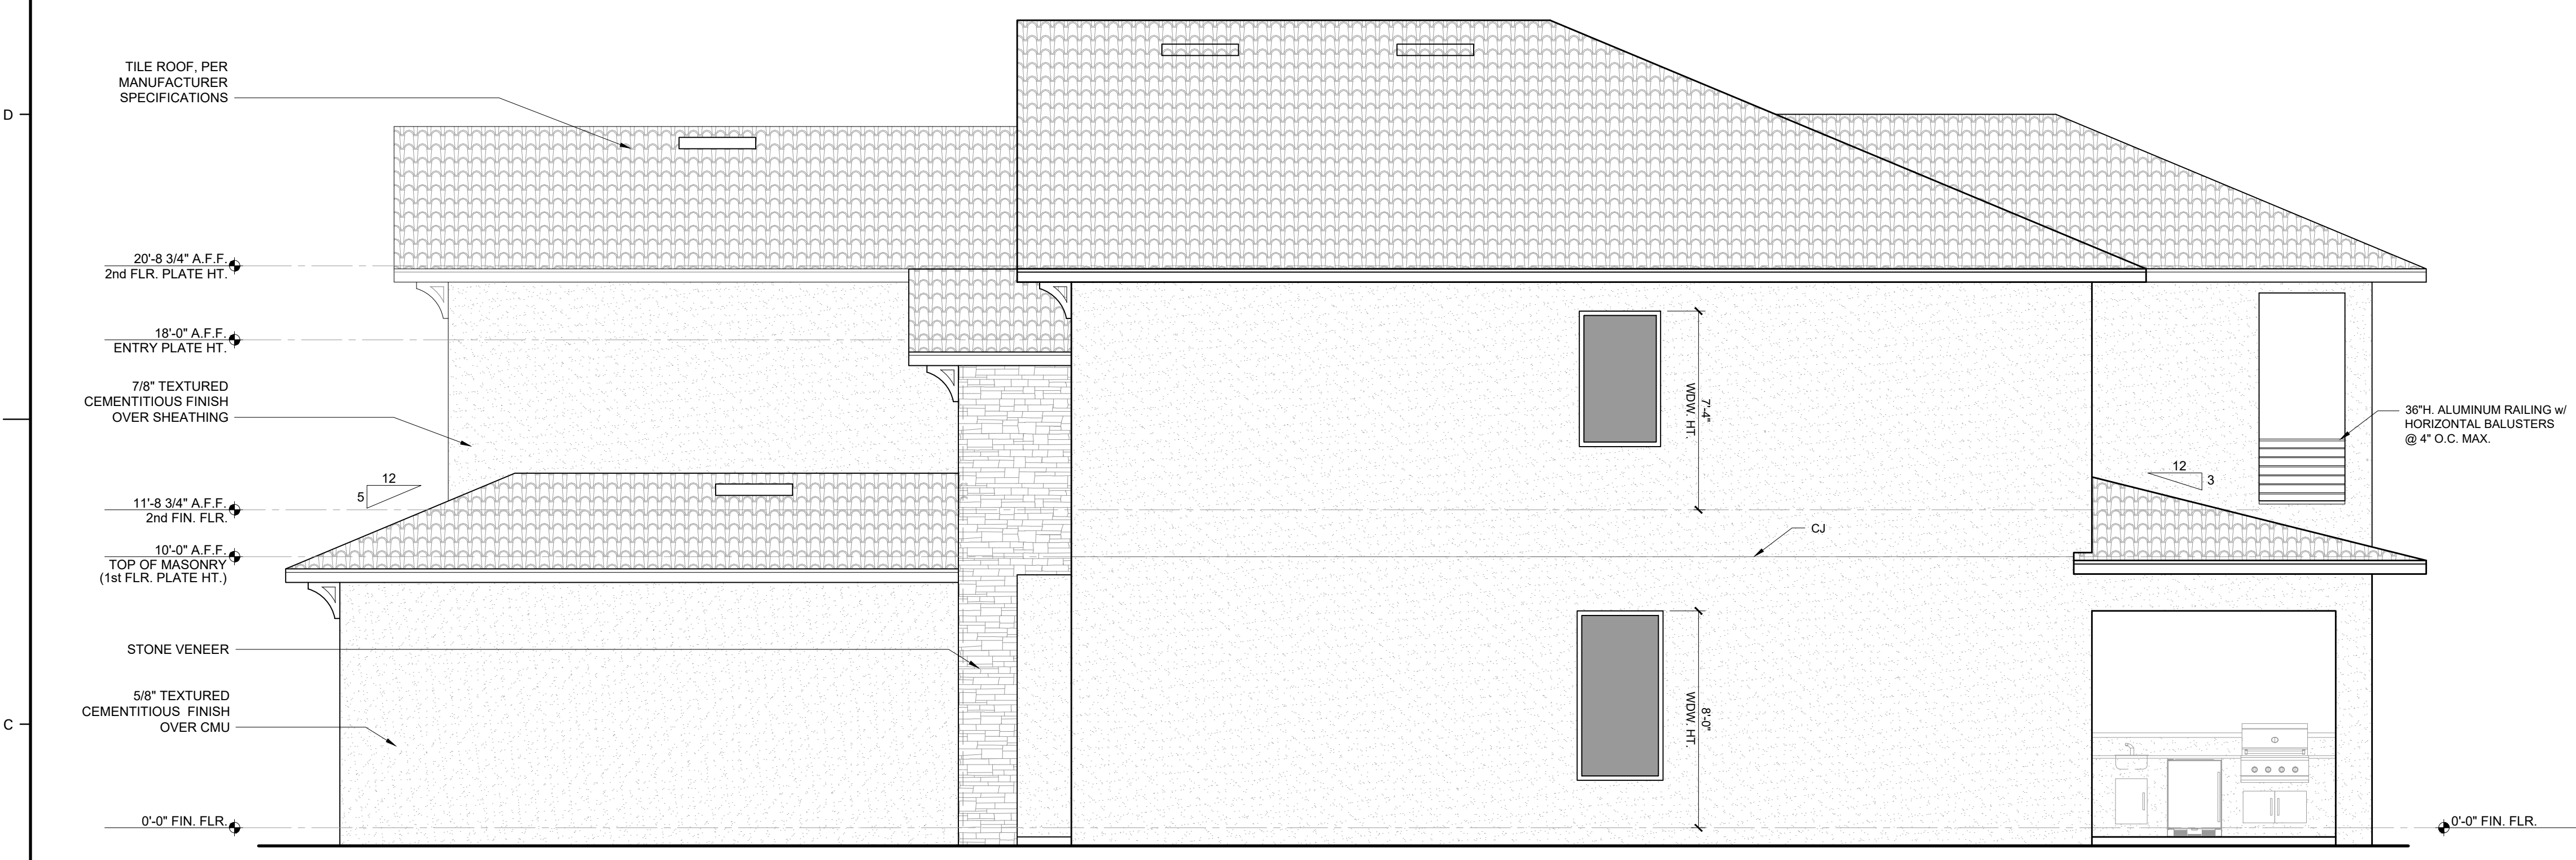 TILE ROOF, PER
MANUFACTURER
SPECIFICATIONS
D
20'-8 3/4" A.F.F.
2nd FLR. PLATE HT.
18'-0" A.F.F.
ENTRY PLATE HT.
7/8" TEXTURED
CEMENTITIOUS FINISH
OVER SHEATHING
12
5
11'-8 3/4" A.F.F.
2nd FIN. FLR.
10'-0" A.F.F.
TOP OF MASONRY
(1st FLR. PLATE HT.)
STONE VENEER
5/8" TEXTURED
CEMENTITIOUS FINISH
OVER CMU
C
0'-0" FIN. FLR.
7'-4"
WDW. HT.
CJ
8'-0"
WDW. HT.
36"H. ALUMINUM RAILING w/
HORIZONTAL BALUSTERS
@ 4" O.C. MAX.
12
3
0'-0" FIN. FLR.